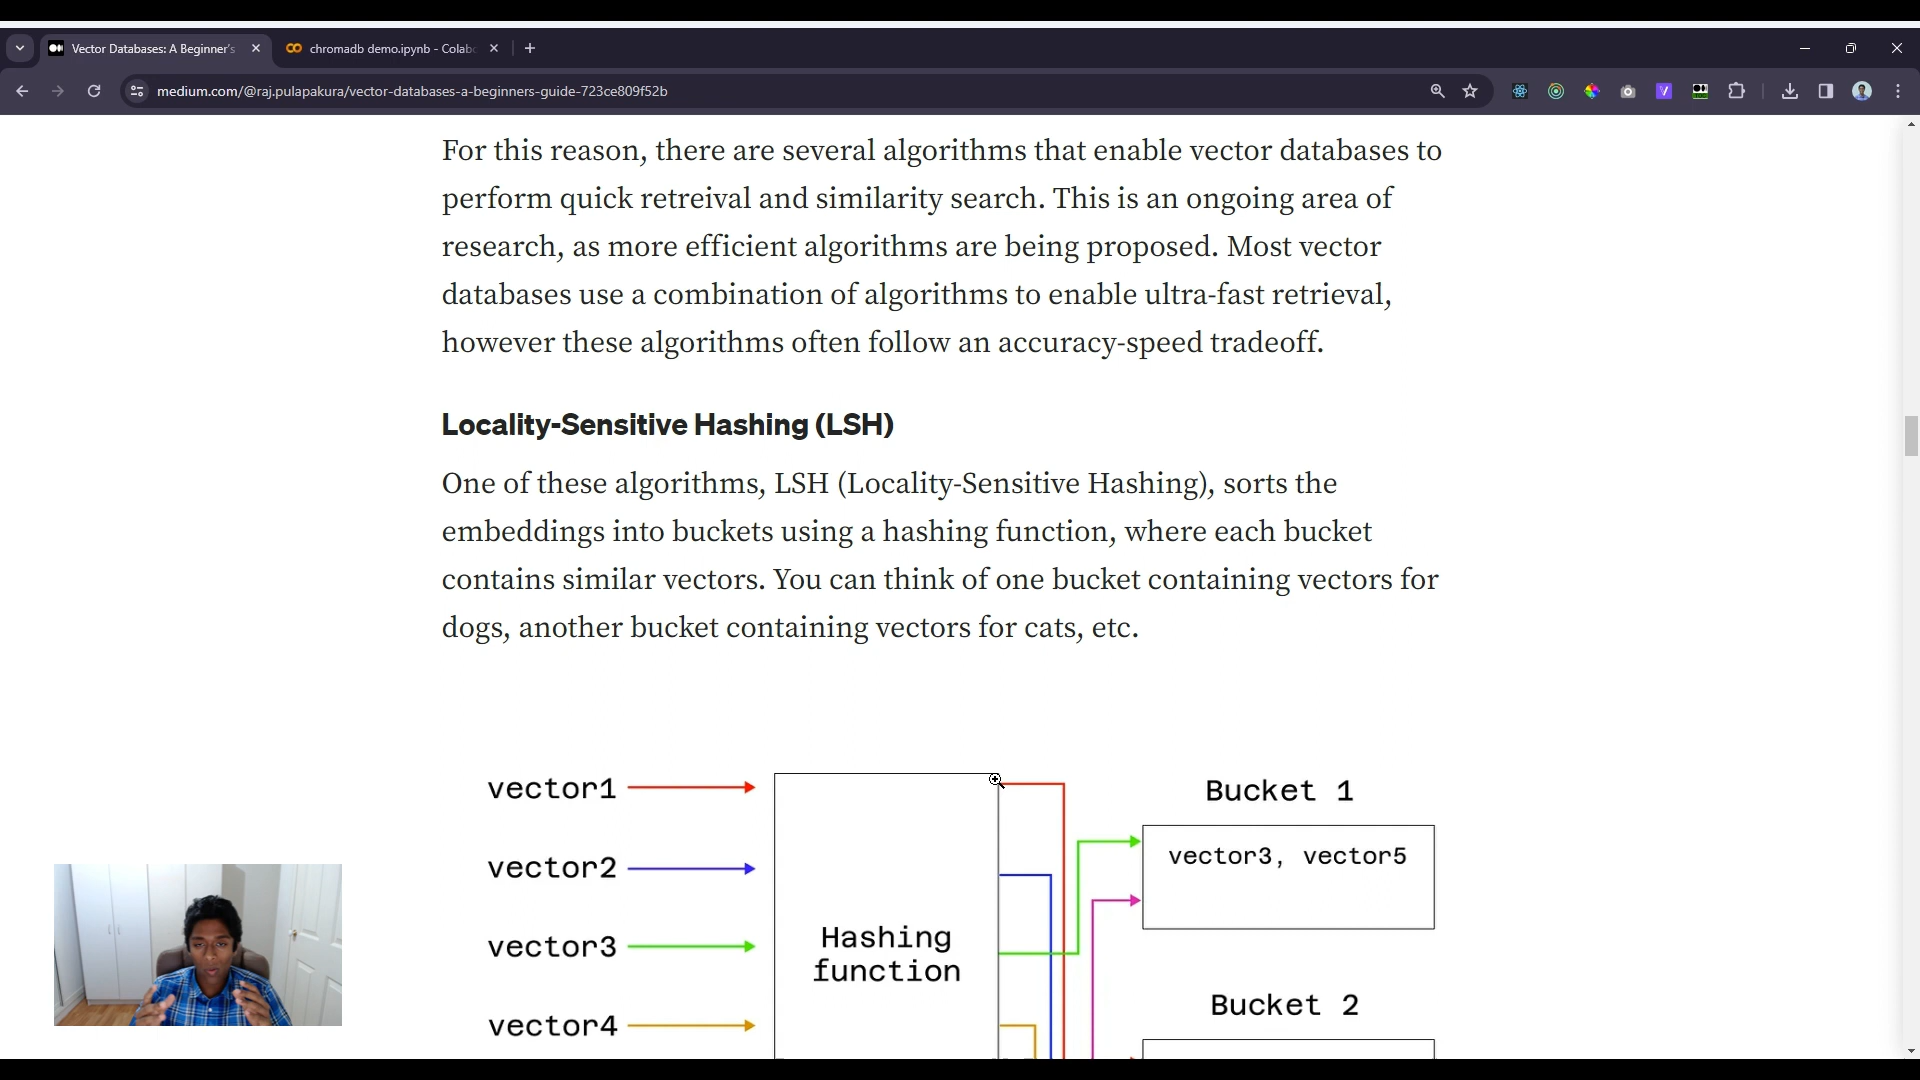 Vector Databases: A Beginner's
chromadb demo.ipynb - Colab
medium.com/@raj.pulapakura/vector-databases-a-beginners-guide-723ce809f52b
For this reason, there are several algorithms that enable vector databases to
perform quick retreival and similarity search. This is an ongoing area of
research, as more efficient algorithms are being proposed. Most vector
databases use a combination of algorithms to enable ultra-fast retrieval,
however these algorithms often follow an accuracy-speed tradeoff.
Locality-Sensitive Hashing (LSH)
One of these algorithms, LSH (Locality-Sensitive Hashing), sorts the
embeddings into buckets using a hashing function, where each bucket
contains similar vectors. You can think of one bucket containing vectors for
dogs, another bucket containing vectors for cats, etc.
vector1
vector2
vector3
vector4
Hashing
function
Bucket 1
vector3, vector5
Bucket 2